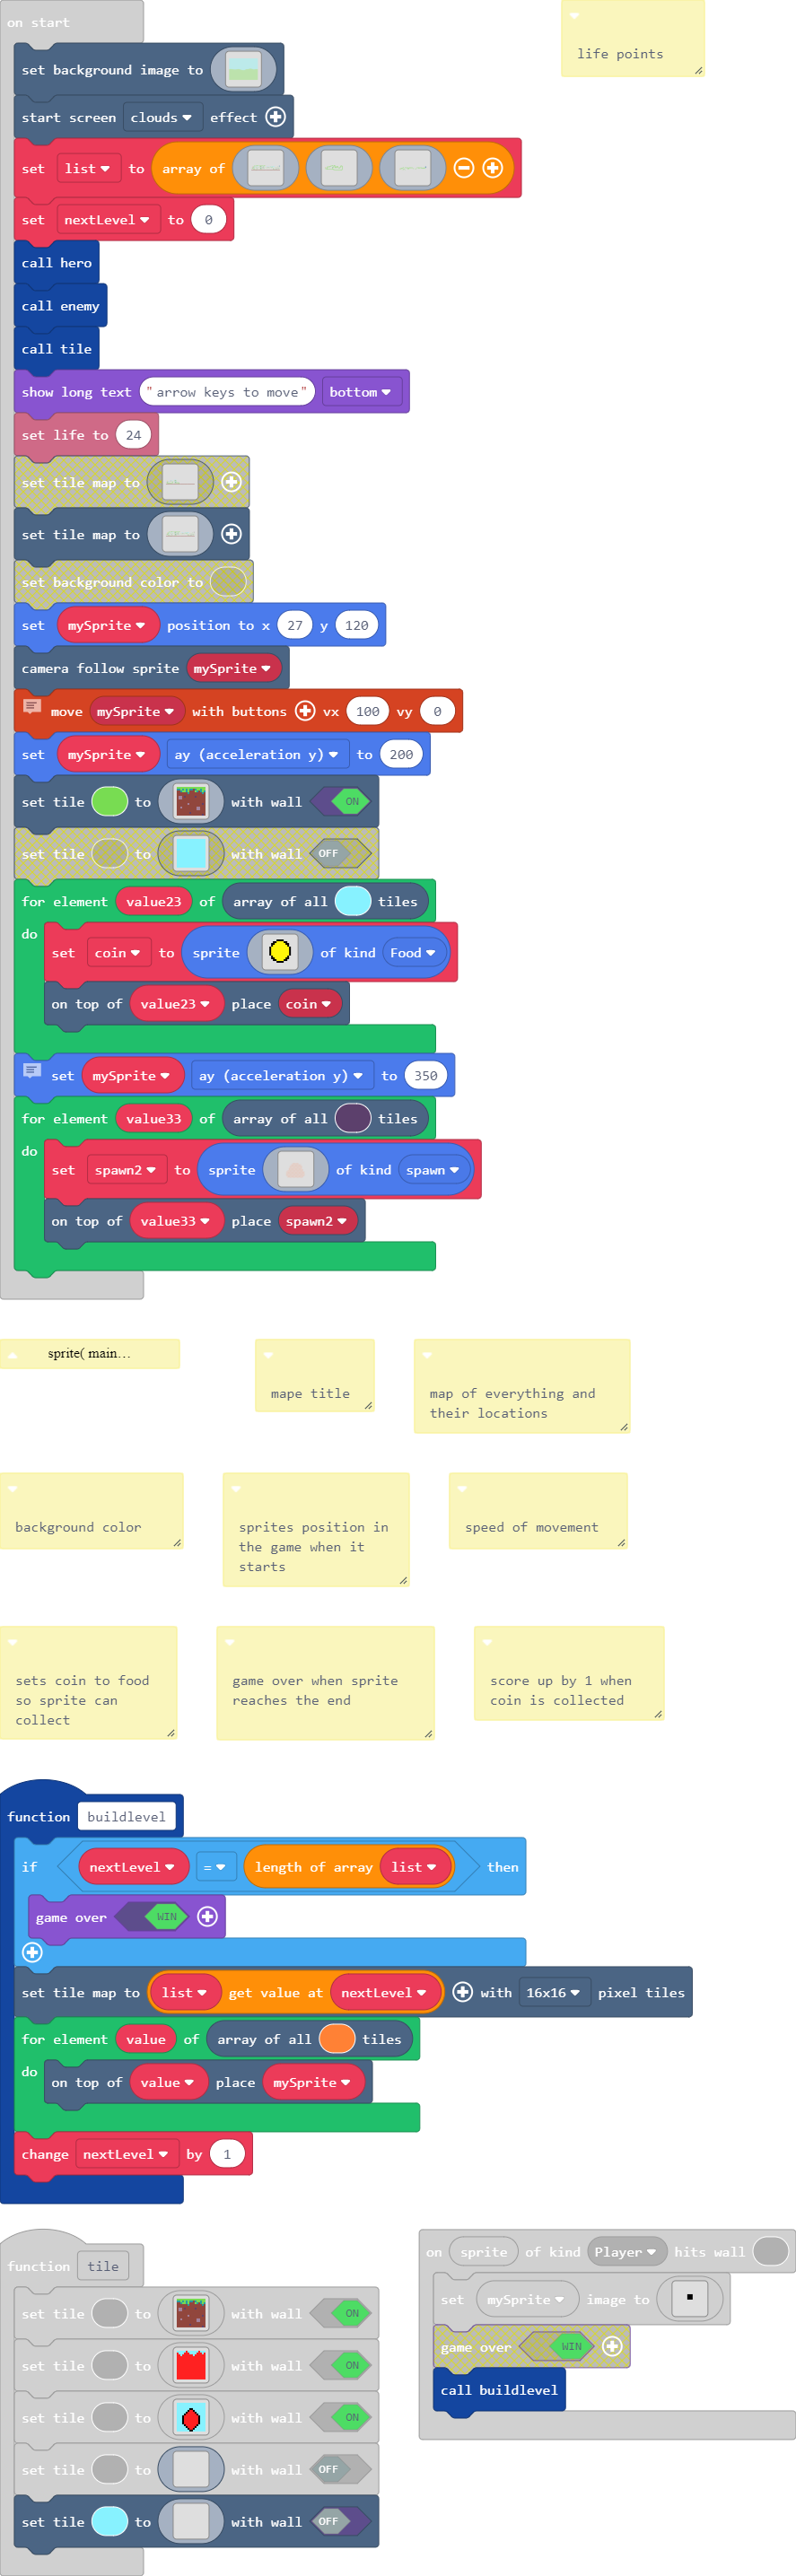 on start
life points
set background image to
start screen clouds effect
set list to array of
set nextLevel to 0
call hero
call enemy
call tile
show long text "arrow keys to move" bottom
set life to 24
set tile map to
set tile map to
set background color to
set mySprite position to x 27 y 120
camera follow sprite mySprite
move mySprite with buttons vx 100 vy 0
set mySprite ay (acceleration y) to 200
set tile to with wall ON
set tile to with wall OFF
for element value23 of array of all tiles
do
set coin to sprite of kind Food
on top of value23 place coin
set mySprite ay (acceleration y) to 350
for element value33 of array of all tiles
do
set spawn2 to sprite of kind spawn
on top of value33 place spawn2
sprite( main...
mape title
map of everything and
their locations
background color
sprites position in
the game when it
starts
speed of movement
sets coin to food
so sprite can
collect
game over when sprite
reaches the end
score up by 1 when
coin is collected
function buildlevel
if nextLevel = length of array list then
game over WIN
set tile map to list get value at nextLevel with 16x16 pixel tiles
for element value of array of all tiles
do
on top of value place mySprite
change nextLevel by 1
function tile
set tile to with wall ON
set tile to with wall ON
set tile to with wall ON
set tile to with wall OFF
set tile to with wall OFF
on sprite of kind Player hits wall
set mySprite image to
game over WIN
call buildlevel